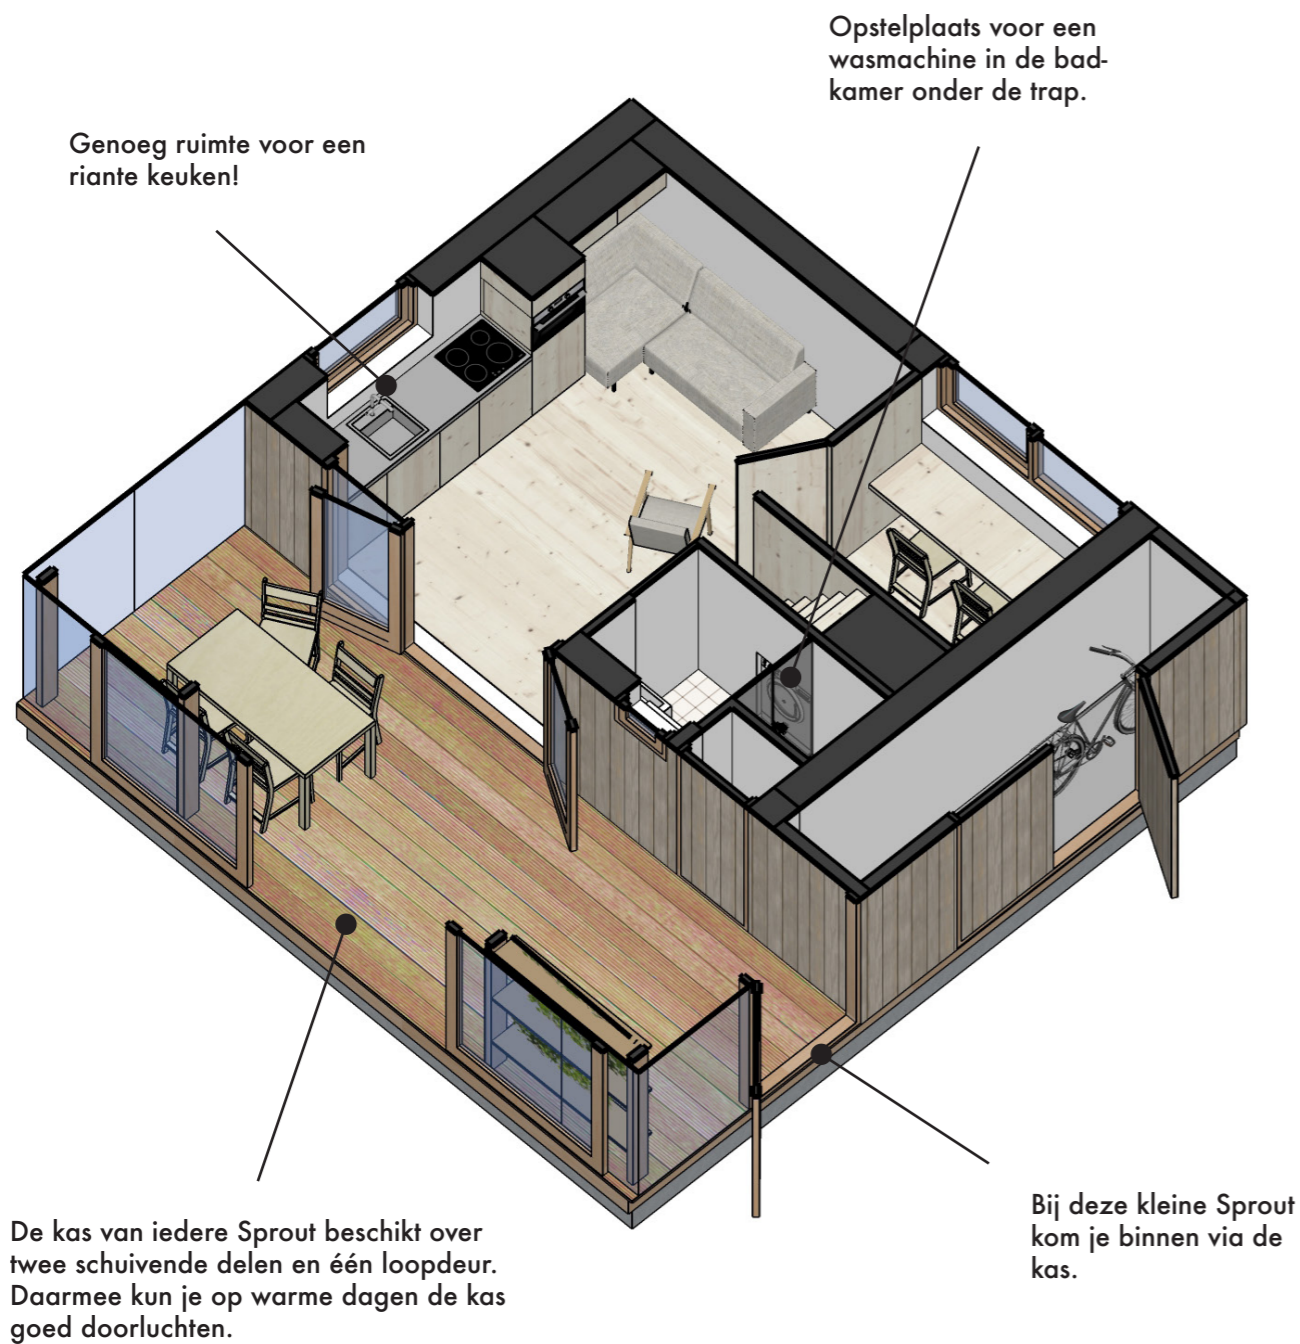 Opstelplaats voor een
wasmachine in de bad-
kamer onder de trap.
Genoeg ruimte voor een
riante keuken!
De kas van iedere Sprout beschikt over
twee schuivende delen en één loopdeur.
Daarmee kun je op warme dagen de kas
goed doorluchten.
Bij deze kleine Sprout
kom je binnen via de
kas.